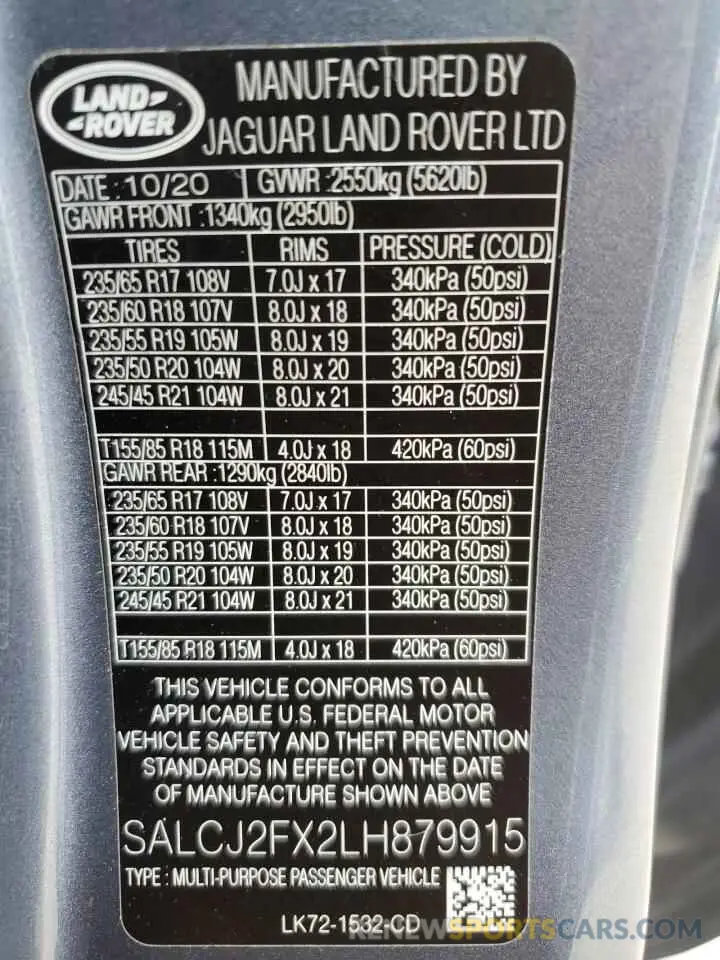 LAND-
-ROVER
MANUFACTURED BY
JAGUAR LAND ROVER LTD
DATE : 10/20 GVWR : 2550kg (5620lb)
GAWR FRONT : 1340kg (2950lb)
TIRES RIMS PRESSURE (COLD)
235/65 R17 108V 7.0J x 17 340kPa (50psi)
235/60 R18 107V 8.0J x 18 340kPa (50psi)
235/55 R19 105W 8.0J x 19 340kPa (50psi)
235/50 R20 104W 8.0J x 20 340kPa (50psi)
245/45 R21 104W 8.0J x 21 340kPa (50psi)
T155/85 R18 115M 4.0J x 18 420kPa (60psi)
GAWR REAR : 1290kg (2840lb)
235/65 R17 108V 7.0J x 17 340kPa (50psi)
235/60 R18 107V 8.0J x 18 340kPa (50psi)
235/55 R19 105W 8.0J x 19 340kPa (50psi)
235/50 R20 104W 8.0J x 20 340kPa (50psi)
245/45 R21 104W 8.0J x 21 340kPa (50psi)
T155/85 R18 115M 4.0J x 18 420kPa (60psi)
THIS VEHICLE CONFORMS TO ALL
APPLICABLE U.S. FEDERAL MOTOR
VEHICLE SAFETY AND THEFT PREVENTION
STANDARDS IN EFFECT ON THE DATE
OF MANUFACTURE SHOWN ABOVE
SALCJ2FX2LH879915
TYPE : MULTI-PURPOSE PASSENGER VEHICLE
LK72-1532-CD
RENEWSPORTSCARS.COM